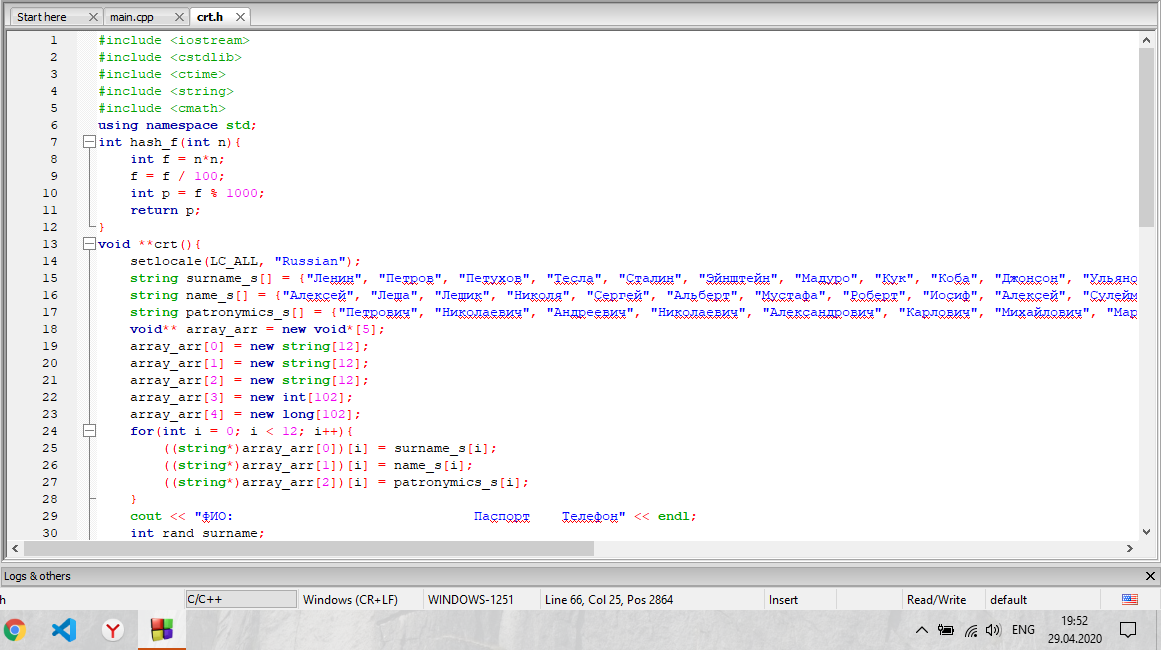 Start here
main.cpp
crt.h
1 #include <iostream>
2 #include <cstdlib>
3 #include <ctime>
4 #include <string>
5 #include <cmath>
6 using namespace std;
7 int hash_f(int n){
8 int f = n*n;
9 f = f / 100;
10 int p = f % 1000;
11 return p;
12 }
13 void **crt(){
14 setlocale(LC_ALL, "Russian");
15 string surname_s[] = {"Ленин", "Петров", "Петухов", "Тесла", "Сталин", "Эйнштейн", "Мадуро", "Кук", "Коба", "Джонсон", "Ульяно
16 string name_s[] = {"Алексей", "Леша", "Лешик", "Николя", "Сергей", "Альберт", "Мустафа", "Роберт", "Иосиф", "Алексей", "Сулейм
17 string patronymics_s[] = {"Петрович", "Николаевич", "Андреевич", "Николаевич", "Александрович", "Карлович", "Михайлович", "Мар
18 void** array_arr = new void*[5];
19 array_arr[0] = new string[12];
20 array_arr[1] = new string[12];
21 array_arr[2] = new string[12];
22 array_arr[3] = new int[102];
23 array_arr[4] = new long[102];
24 for(int i = 0; i < 12; i++){
25 ((string*)array_arr[0])[i] = surname_s[i];
26 ((string*)array_arr[1])[i] = name_s[i];
27 ((string*)array_arr[2])[i] = patronymics_s[i];
28 }
29 cout << "ФИО: Паспорт Телефон" << endl;
30 int rand_surname;
Logs & others
h
C/C++
Windows (CR+LF)
WINDOWS-1251
Line 66, Col 25, Pos 2864
Insert
Read/Write
default
ENG
19:52
29.04.2020